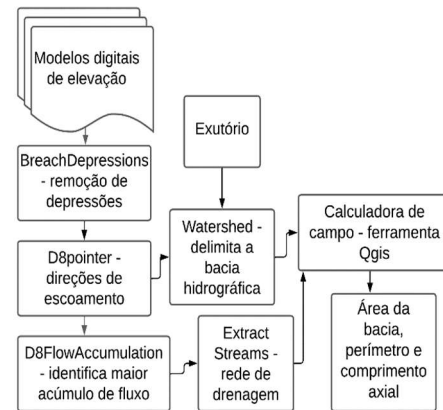 Modelos digitais
de elevação
BreachDepressions
- remoção de
depressões
D8pointer -
direções de
escoamento
D8FlowAccumulation
- identifica maior
acúmulo de fluxo
Exutório
Watershed -
delimita a
bacia
hidrográfica
Extract
Streams -
rede de
drenagem
Calculadora de
campo - ferramenta
Qgis
Área da
bacia,
perímetro e
comprimento
axial